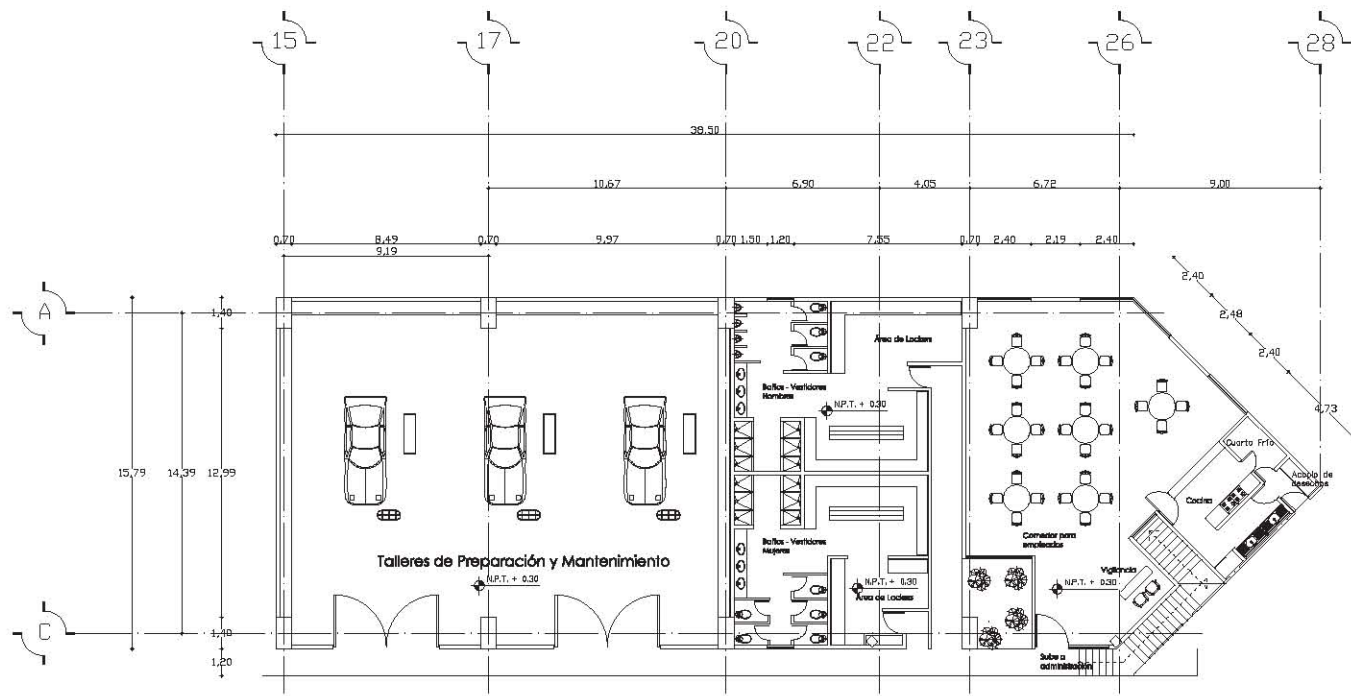 15 17 20 22 23 26 28
38,50
10,67 6,90 4,05 6,72 9,00
0,70 8,49 0,70 9,97 0,70 1,50 1,20 7,55 0,70 2,40 2,19 2,40
9,19
2,40
2,48
2,40
4,73
A
1,40
15,79 14,39 12,99
C
1,40
1,20
Área de Lockers
Baños - Vestidores
Hombres
N.P.T. + 0.30
Cuarto Frío
Acopio de
desechos
Cocina
Baños - Vestidores
Mujeres
Comedor para
empleados
Talleres de Preparación y Mantenimiento
N.P.T. + 0.30
N.P.T. + 0.30
Área de Lockers
Vigilancia
N.P.T. + 0.30
Sube a
administración